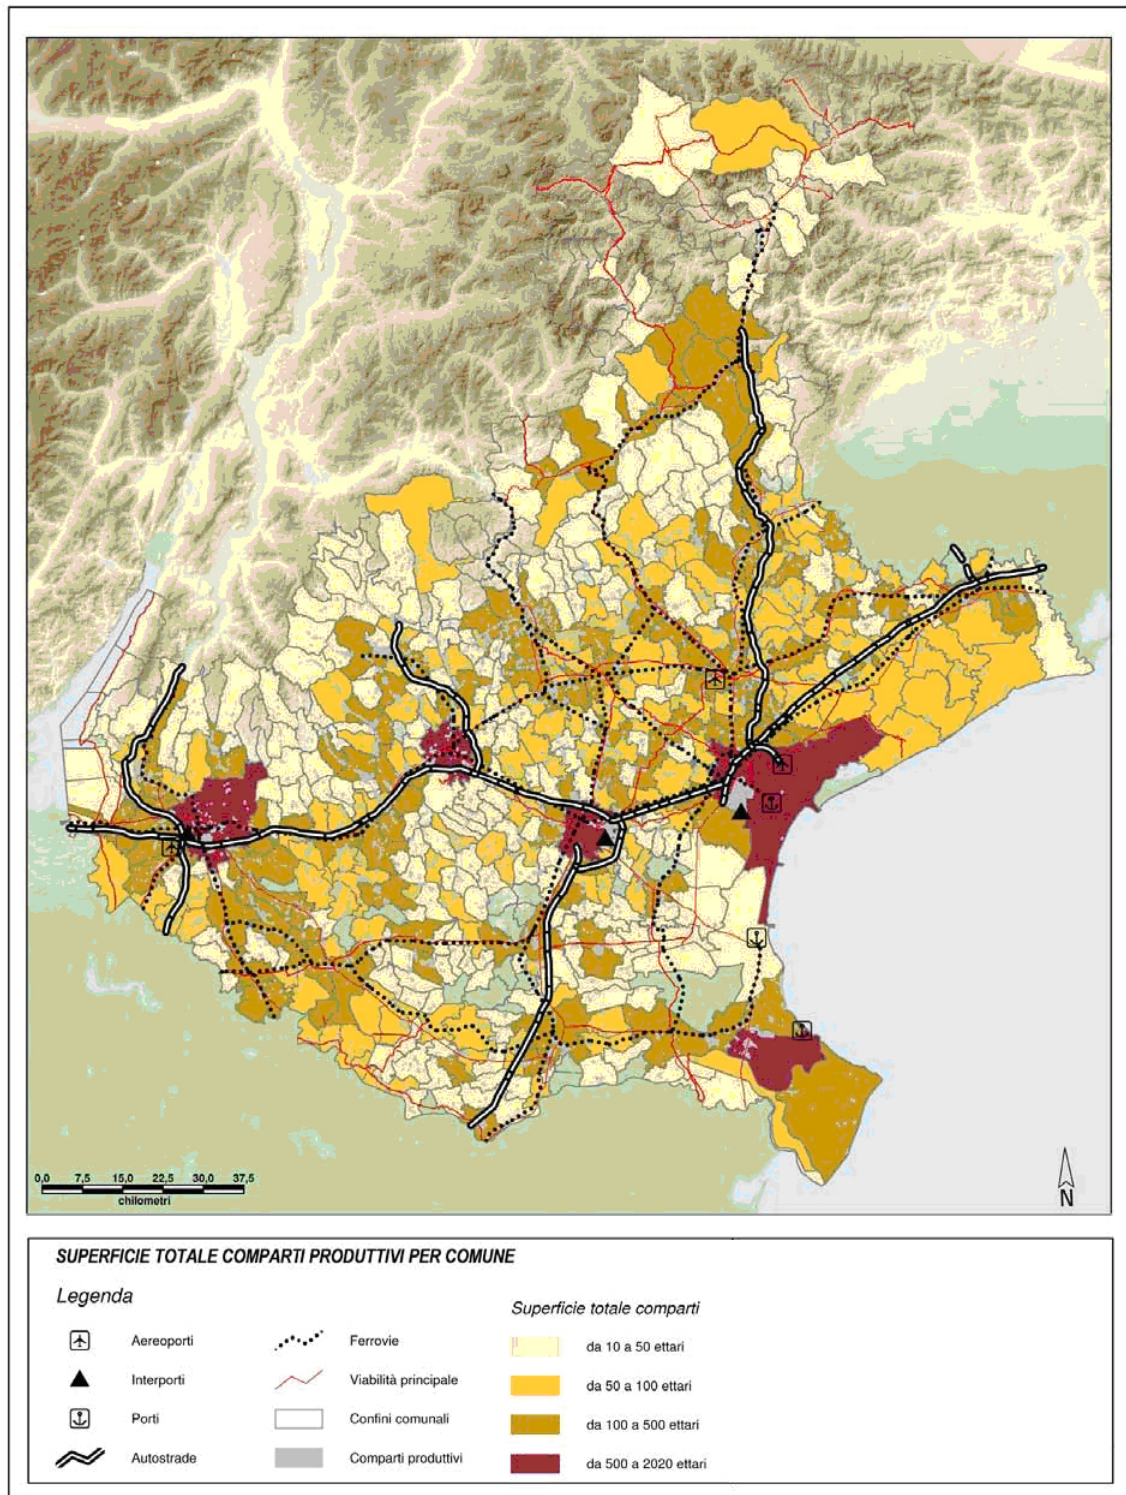 N
0,0 7,5 15,0 22,5 30,0 37,5
chilometri
SUPERFICIE TOTALE COMPARTI PRODUTTIVI PER COMUNE
Legenda
Aereoporti
Interporti
Porti
Autostrade
Ferrovie
Viabilità principale
Confini comunali
Comparti produttivi
Superficie totale comparti
da 10 a 50 ettari
da 50 a 100 ettari
da 100 a 500 ettari
da 500 a 2020 ettari